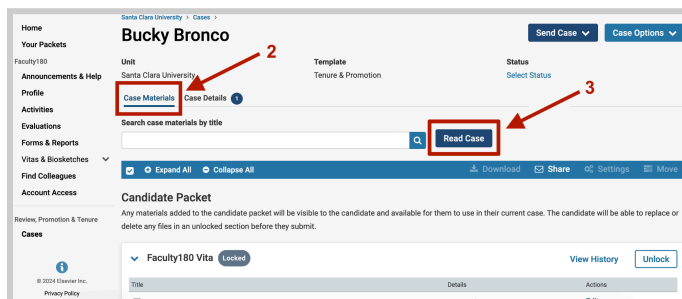 Santa Clara University > Cases >
Bucky Bronco
Send Case
Case Options
Home
Your Packets
Faculty180
Announcements & Help
Profile
Activities
Evaluations
Forms & Reports
Vitas & Biosketches
Find Colleagues
Account Access
Review, Promotion & Tenure
Cases
© 2024 Elsevier Inc.
Privacy Policy
2
Unit
Santa Clara University
Template
Tenure & Promotion
Status
Select Status
3
Case Materials
Case Details 1
Search case materials by title
Read Case
Expand All
Collapse All
Download
Share
Settings
Move
Candidate Packet
Any materials added to the candidate packet will be visible to the candidate and available for them to use in their current case. The candidate will be able to replace or
delete any files in an unlocked section before they submit.
Faculty180 Vita
Locked
View History
Unlock
Title
Details
Actions